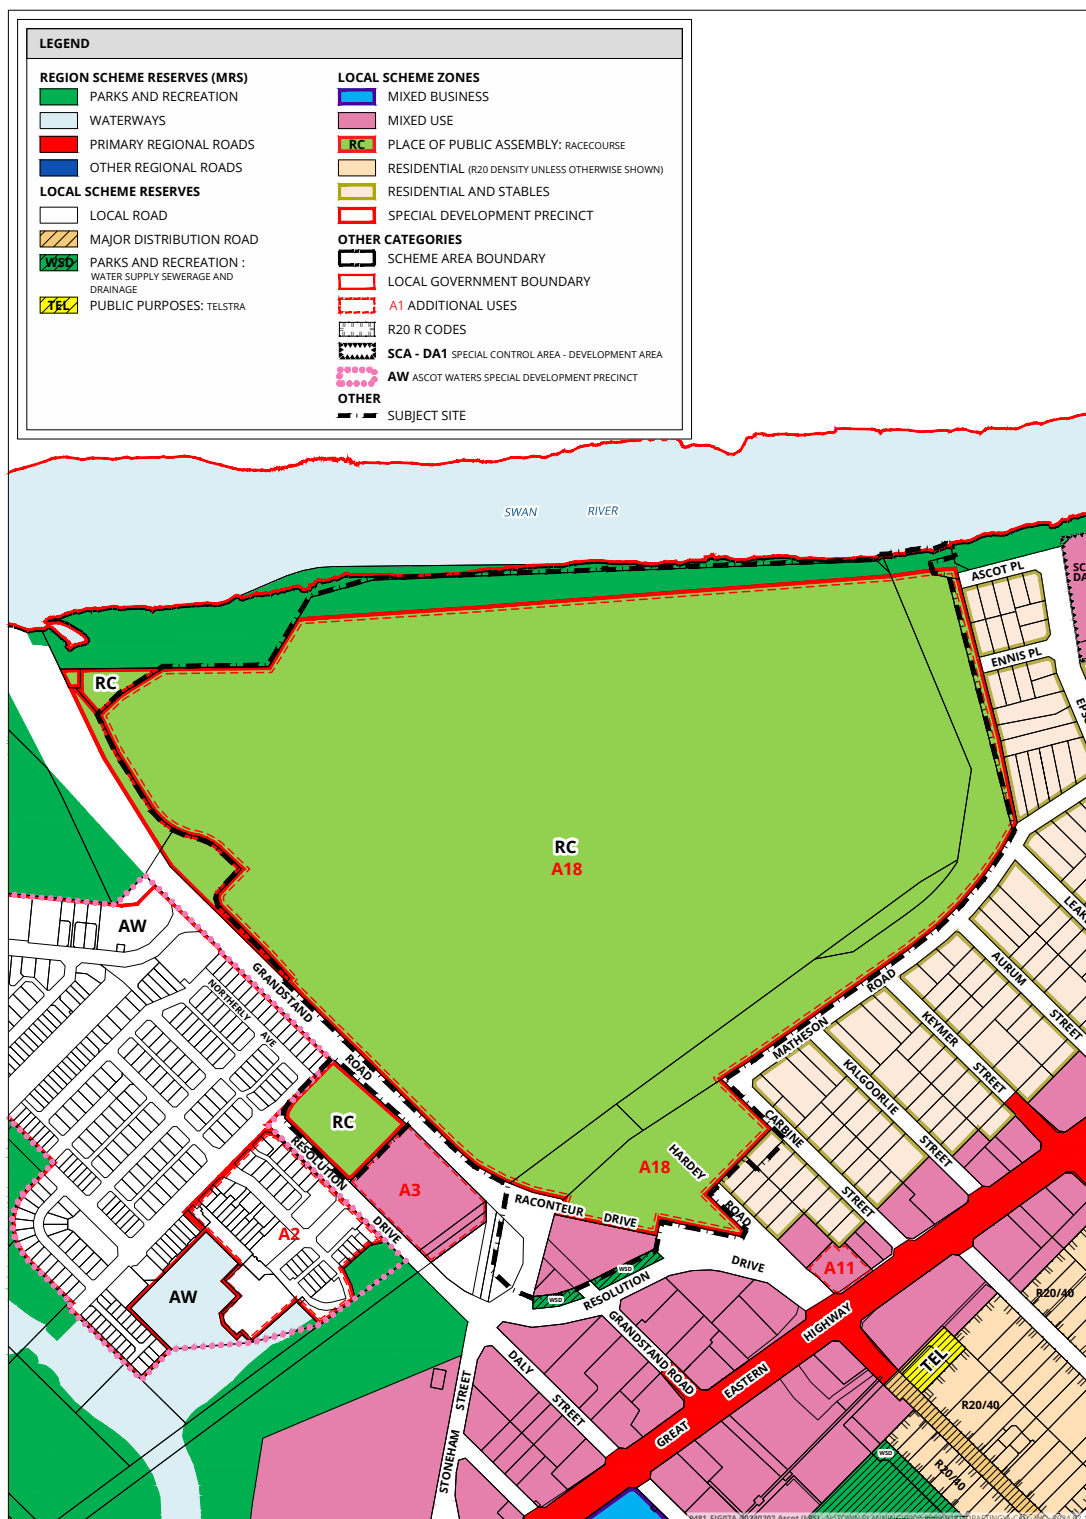 LEGEND
REGION SCHEME RESERVES (MRS)
PARKS AND RECREATION
WATERWAYS
PRIMARY REGIONAL ROADS
OTHER REGIONAL ROADS
LOCAL SCHEME RESERVES
LOCAL ROAD
MAJOR DISTRIBUTION ROAD
WSD PARKS AND RECREATION :
WATER SUPPLY SEWERAGE AND
DRAINAGE
TEL PUBLIC PURPOSES: TELSTRA
LOCAL SCHEME ZONES
MIXED BUSINESS
MIXED USE
RC PLACE OF PUBLIC ASSEMBLY: RACECOURSE
RESIDENTIAL (R20 DENSITY UNLESS OTHERWISE SHOWN)
RESIDENTIAL AND STABLES
SPECIAL DEVELOPMENT PRECINCT
OTHER CATEGORIES
SCHEME AREA BOUNDARY
LOCAL GOVERNMENT BOUNDARY
A1 ADDITIONAL USES
R20 R CODES
SCA - DA1 SPECIAL CONTROL AREA - DEVELOPMENT AREA
AW ASCOT WATERS SPECIAL DEVELOPMENT PRECINCT
OTHER
SUBJECT SITE
SWAN RIVER
ASCOT PL
SC
DA
ENNIS PL
RC
RC
A18
AW
GRANDSTAND
ROAD
NORTHERLY
AVE
MATHESON
ROAD
AURUM
STREET
KEYMER
STREET
KALGOORLIE
STREET
CARBINE
STREET
RC
RESOLUTION
DRIVE
A3
A2
AW
A18
HARDEY
ROAD
RACONTEUR
DRIVE
DRIVE
A11
WSD
WSD
RESOLUTION
GRANDSTAND ROAD
GREAT
EASTERN
HIGHWAY
DALY
STREET
STONEHAM
STREET
TEL
R20/40
R20/40
R20/40
WSD